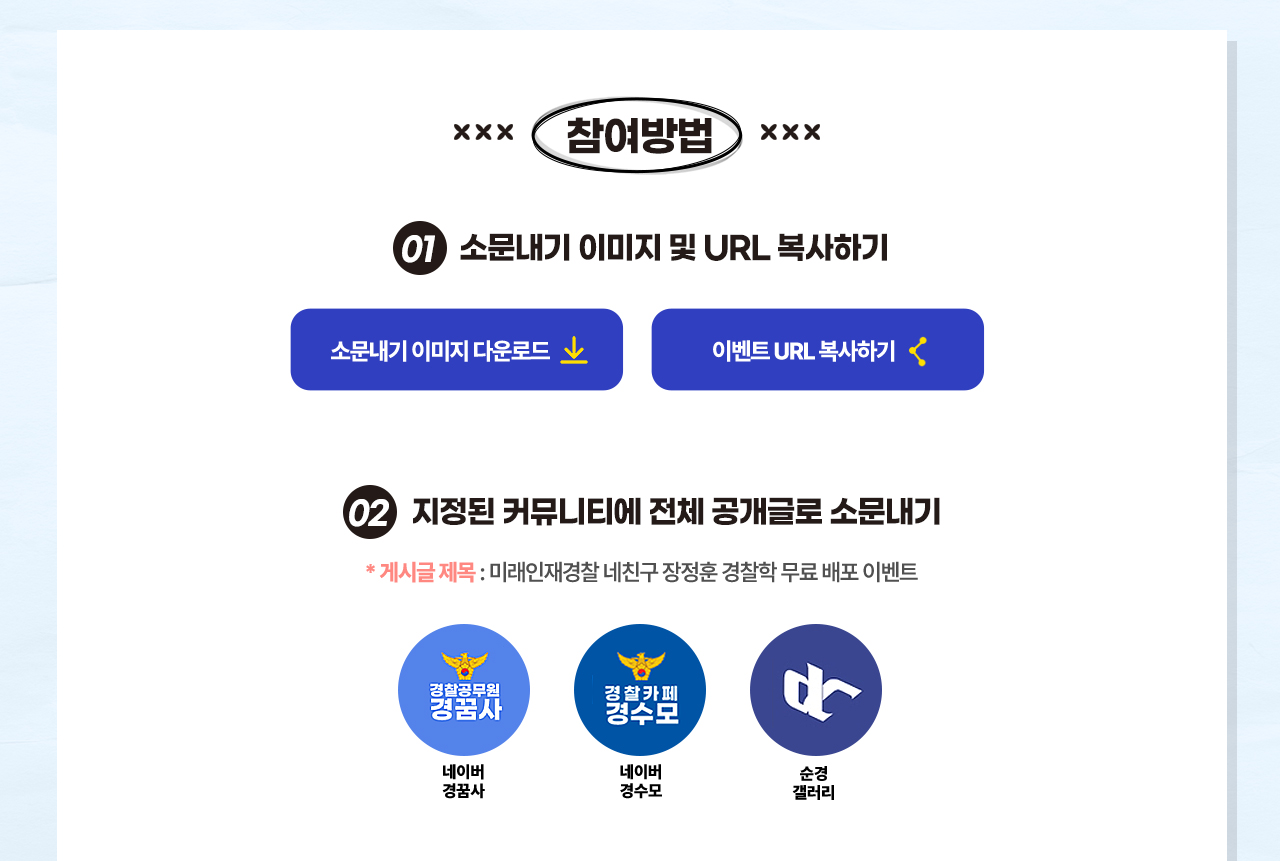 ××× 참여방법 ×××
01 소문내기 이미지 및 URL 복사하기
소문내기 이미지 다운로드
이벤트 URL 복사하기
02 지정된 커뮤니티에 전체 공개글로 소문내기
* 게시글 제목 : 미래인재경찰 네친구 장정훈 경찰학 무료 배포 이벤트
경찰공무원
경꿈사
경찰카페
경수모
dc
네이버
경꿈사
네이버
경수모
순경
갤러리